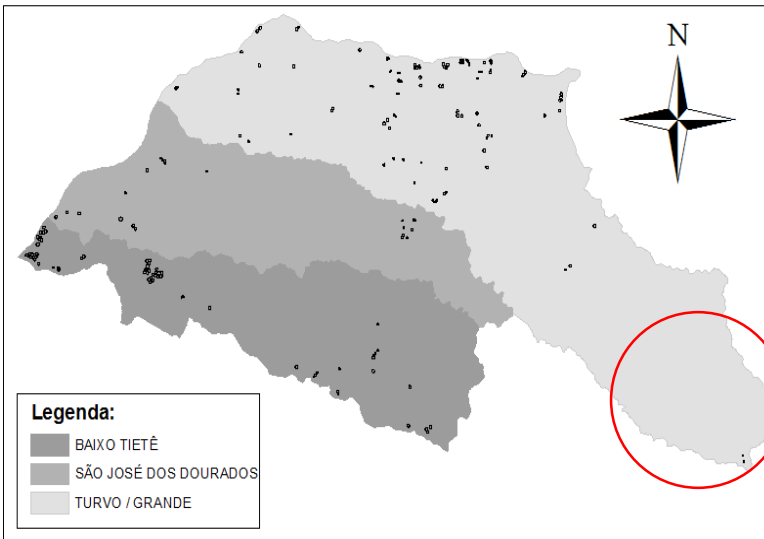 N
Legenda:
BAIXO TIETÊ
SÃO JOSÉ DOS DOURADOS
TURVO / GRANDE